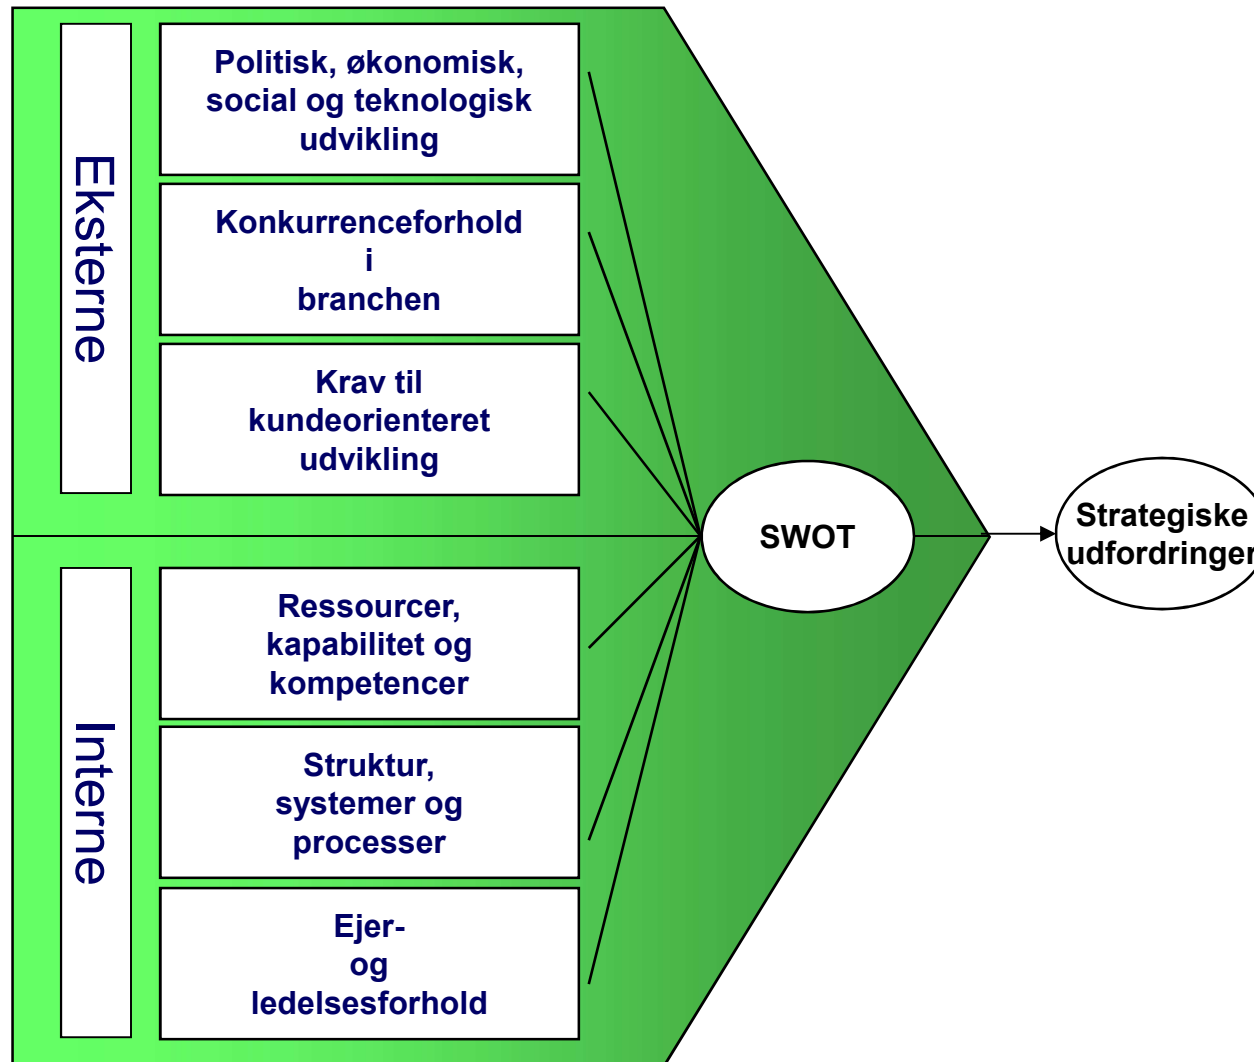 Eksterne
Politisk, økonomisk,
social og teknologisk
udvikling
Konkurrenceforhold
i
branchen
Krav til
kundeorienteret
udvikling
Interne
Ressourcer,
kapabilitet og
kompetencer
Struktur,
systemer og
processer
Ejer-
og
ledelsesforhold
SWOT
Strategiske
udfordringer